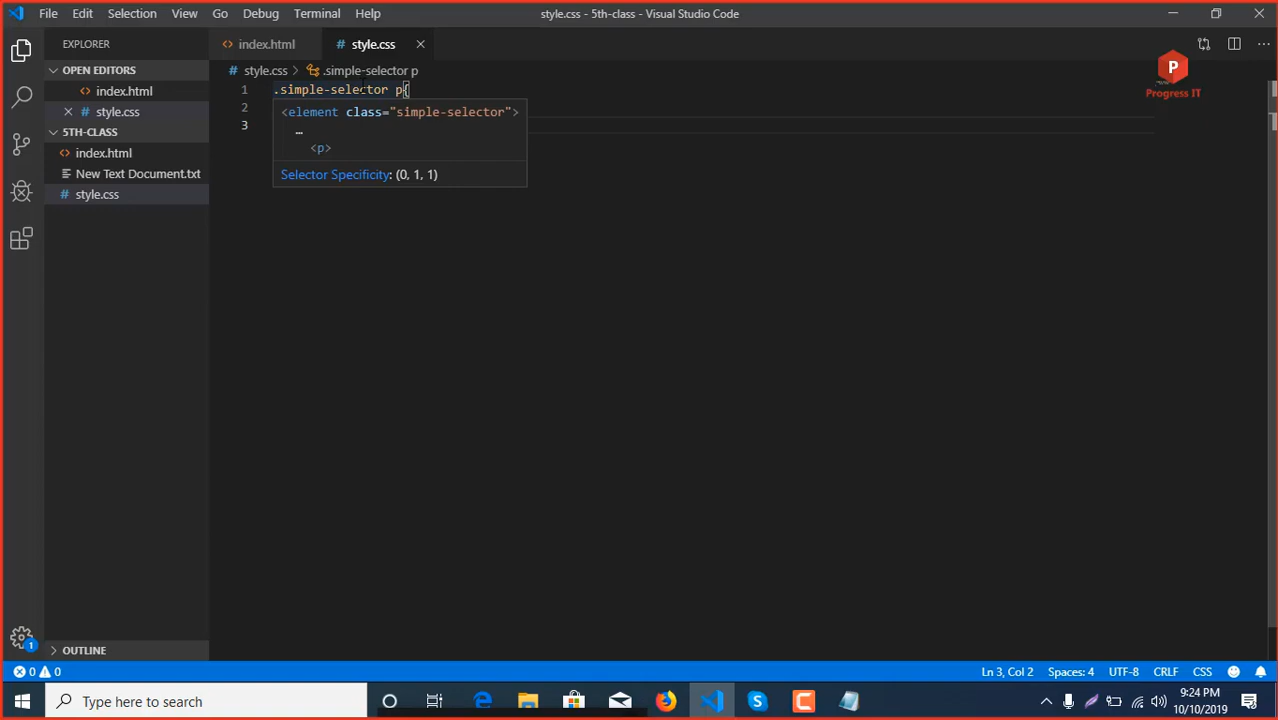 File Edit Selection View Go Debug Terminal Help
style.css - 5th-class - Visual Studio Code
EXPLORER
index.html
style.css
P
Progress IT
OPEN EDITORS
index.html
style.css
5TH-CLASS
index.html
New Text Document.txt
style.css
style.css > .simple-selector p
1 .simple-selector p{
2
3
<element class="simple-selector">
…
<p>
Selector Specificity: (0, 1, 1)
1
OUTLINE
0 0
Ln 3, Col 2 Spaces: 4 UTF-8 CRLF CSS
Type here to search
9:24 PM
10/10/2019